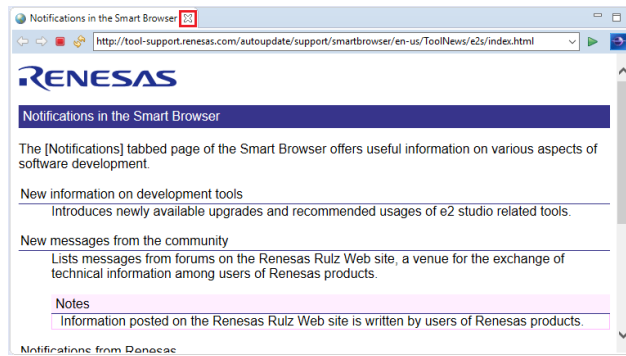 Notifications in the Smart Browser
http://tool-support.renesas.com/autoupdate/support/smartbrowser/en-us/ToolNews/e2s/index.html
RENESAS
Notifications in the Smart Browser
The [Notifications] tabbed page of the Smart Browser offers useful information on various aspects of
software development.
New information on development tools
Introduces newly available upgrades and recommended usages of e2 studio related tools.
New messages from the community
Lists messages from forums on the Renesas Rulz Web site, a venue for the exchange of
technical information among users of Renesas products.
Notes
Information posted on the Renesas Rulz Web site is written by users of Renesas products.
Notifications from Renesas